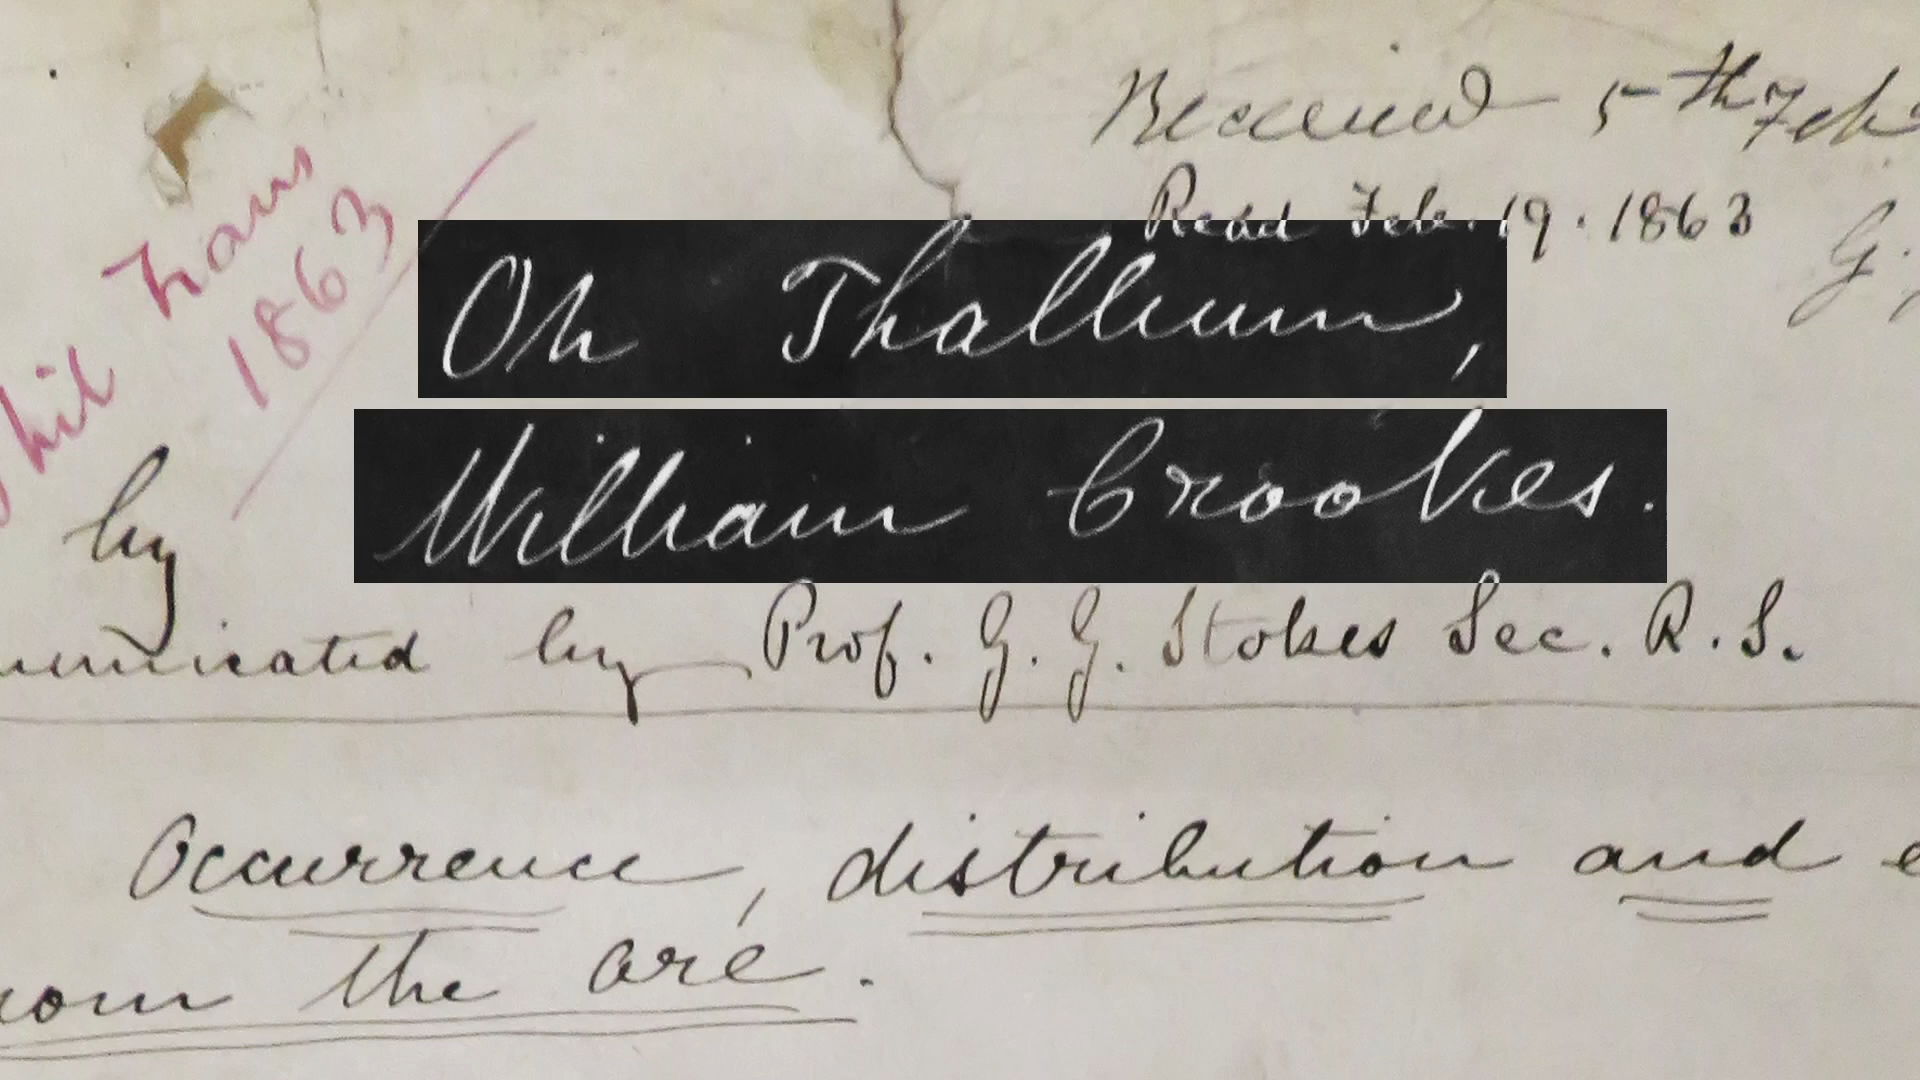 Received 5th Feb
Read Feb. 19. 1863
Phil Trans
1863
On Thallium,
by William Crookes.
Communicated by Prof. G. G. Stokes Sec. R. S.
Occurrence, distribution and
from the ore.